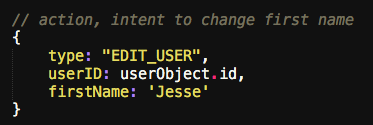 // action, intent to change first name
{
    type: "EDIT_USER",
    userID: userObject.id,
    firstName: 'Jesse'
}